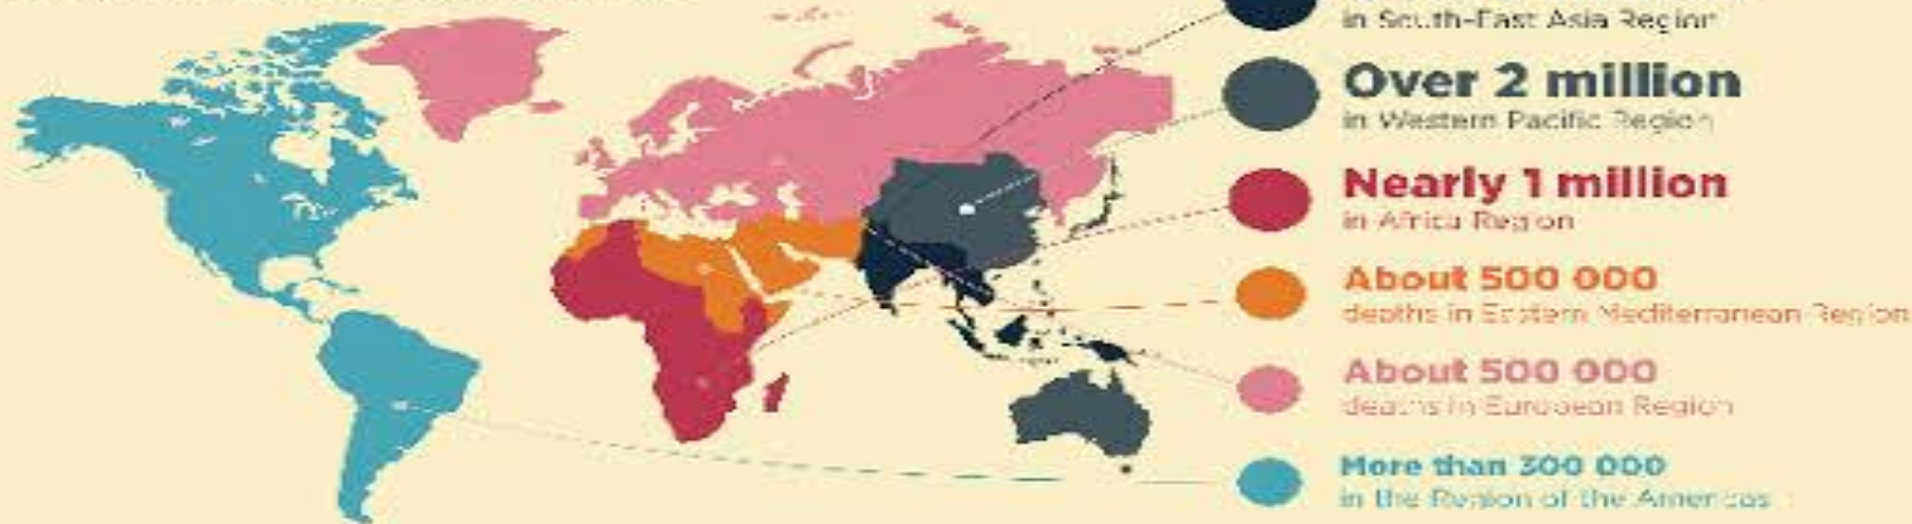 in South-East Asia Region
Over 2 million
in Western Pacific Region
Nearly 1 million
in Africa Region
About 500 000
deaths in Eastern Mediterranean Region
About 500 000
deaths in European Region
More than 300 000
in the Region of the Americas